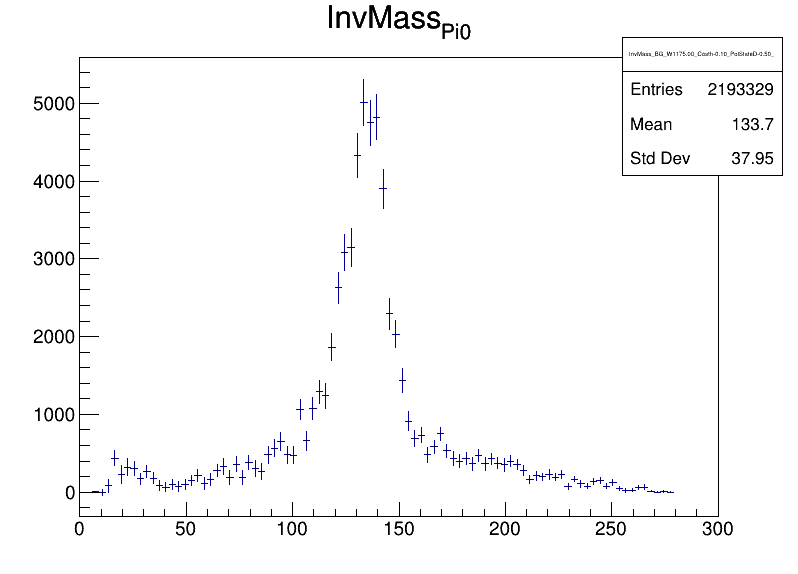 InvMass_Pi0
InvMass_BG_W1175.00_Costh-0.10_PolStateD-0.50_
Entries 2193329
Mean 133.7
Std Dev 37.95
5000
4000
3000
2000
1000
0
0 50 100 150 200 250 300